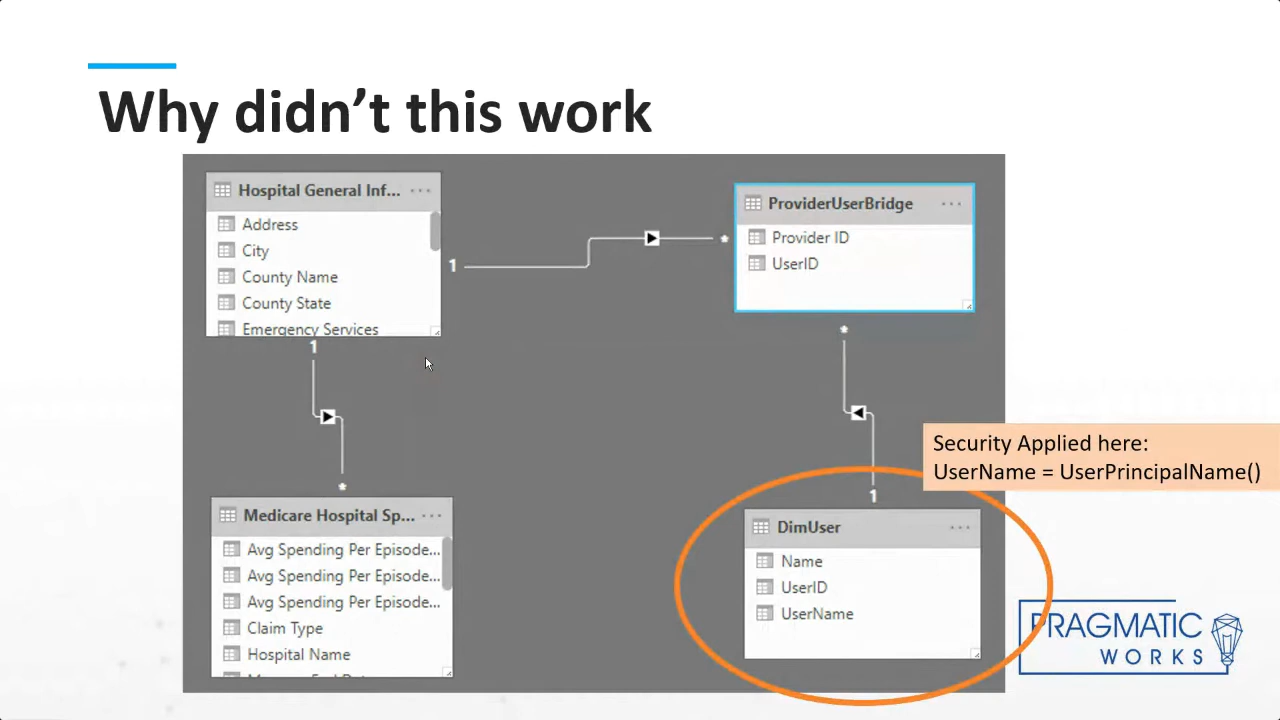 Why didn’t this work
Hospital General Inf... ···
Address
City
County Name
County State
Emergency Services
1
*
ProviderUserBridge ···
Provider ID
UserID
1
*
*
1
Security Applied here:
UserName = UserPrincipalName()
Medicare Hospital Sp... ···
Avg Spending Per Episode...
Avg Spending Per Episode...
Avg Spending Per Episode...
Claim Type
Hospital Name
DimUser ···
Name
UserID
UserName
PRAGMATIC
WORKS